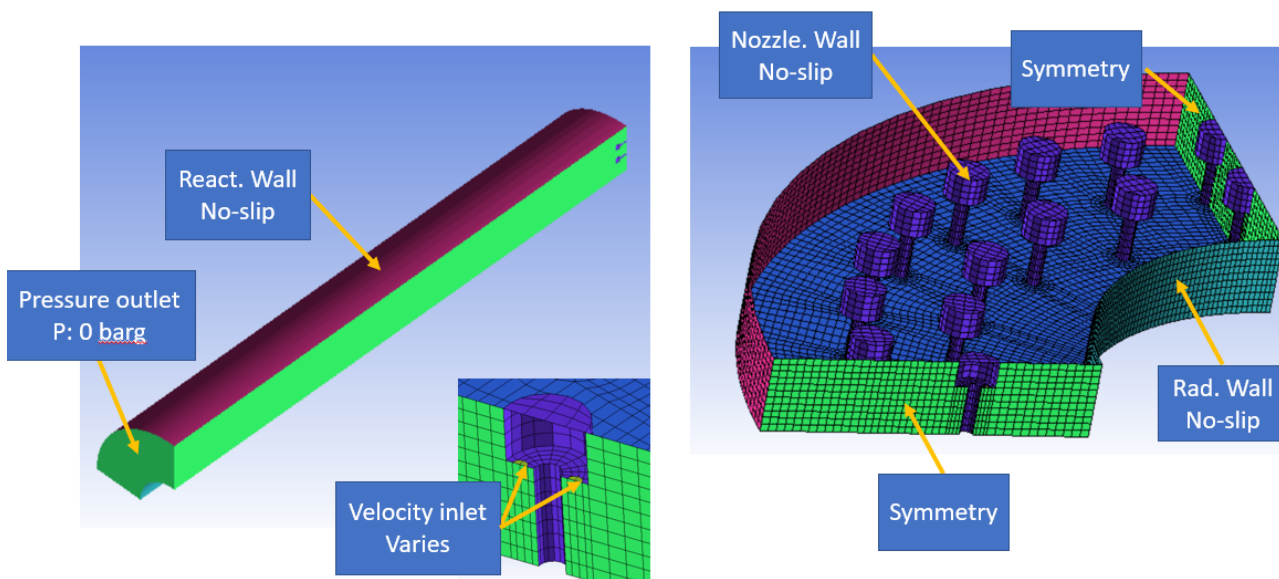 React. Wall
No-slip
Pressure outlet
P: 0 barg
Velocity inlet
Varies
Nozzle. Wall
No-slip
Symmetry
Rad. Wall
No-slip
Symmetry